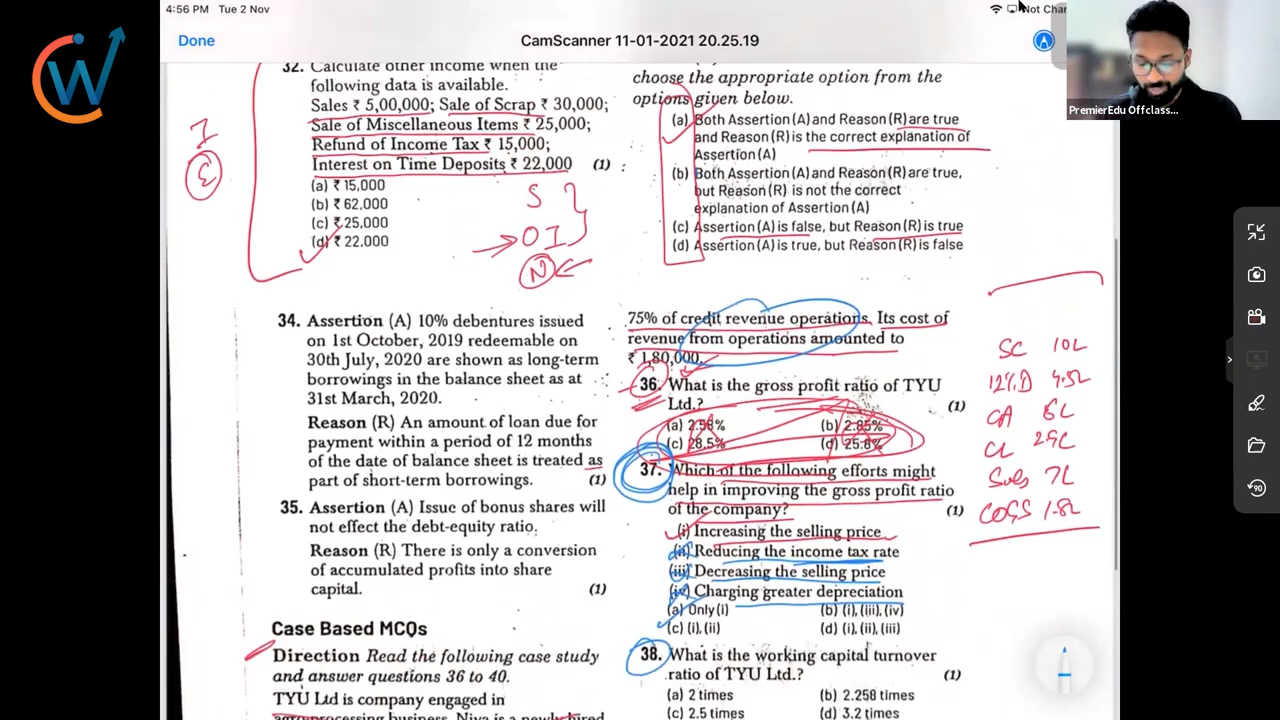 4:56 PM Tue 2 Nov
Not Char
Done
CamScanner 11-01-2021 20.25.19
PremierEdu Offclass...
32. Calculate other income when the
following data is available.
Sales ₹ 5,00,000; Sale of Scrap ₹ 30,000;
Sale of Miscellaneous Items ₹ 25,000;
Refund of Income Tax ₹ 15,000;
Interest on Time Deposits ₹ 22,000 (1)
(a) ₹ 15,000
(b) ₹ 62,000
(c) ₹ 25,000
(d) ₹ 22,000
I
E
S
OI
N
34. Assertion (A) 10% debentures issued
on 1st October, 2019 redeemable on
30th July, 2020 are shown as long-term
borrowings in the balance sheet as at
31st March, 2020.
Reason (R) An amount of loan due for
payment within a period of 12 months
of the date of balance sheet is treated as
part of short-term borrowings. (1)
35. Assertion (A) Issue of bonus shares will
not effect the debt-equity ratio.
Reason (R) There is only a conversion
of accumulated profits into share
capital. (1)
Case Based MCQs
Direction Read the following case study
and answer questions 36 to 40.
TYU Ltd is company engaged in
agro-processing business. Niva is a newly hired
choose the appropriate option from the
options given below.
(a) Both Assertion (A) and Reason (R) are true
and Reason (R) is the correct explanation of
Assertion (A)
(b) Both Assertion (A) and Reason (R) are true,
but Reason (R) is not the correct
explanation of Assertion (A)
(c) Assertion (A) is false, but Reason (R) is true
(d) Assertion (A) is true, but Reason (R) is false
75% of credit revenue operations. Its cost of
revenue from operations amounted to
₹ 1,80,000.
36. What is the gross profit ratio of TYU
Ltd.? (1)
(a) 2.58% (b) 2.85%
(c) 28.5% (d) 25.8%
37. Which of the following efforts might
help in improving the gross profit ratio
of the company? (1)
(i) Increasing the selling price
(ii) Reducing the income tax rate
(iii) Decreasing the selling price
(iv) Charging greater depreciation
(a) Only (i) (b) (i), (iii), (iv)
(c) (i), (ii) (d) (i), (ii), (iii)
38. What is the working capital turnover
ratio of TYU Ltd.? (1)
(a) 2 times (b) 2.258 times
(c) 2.5 times (d) 3.2 times
SC 10L
12% D 4.5L
CA 6L
CL 2.9L
Sales 7L
COGS 1.8L